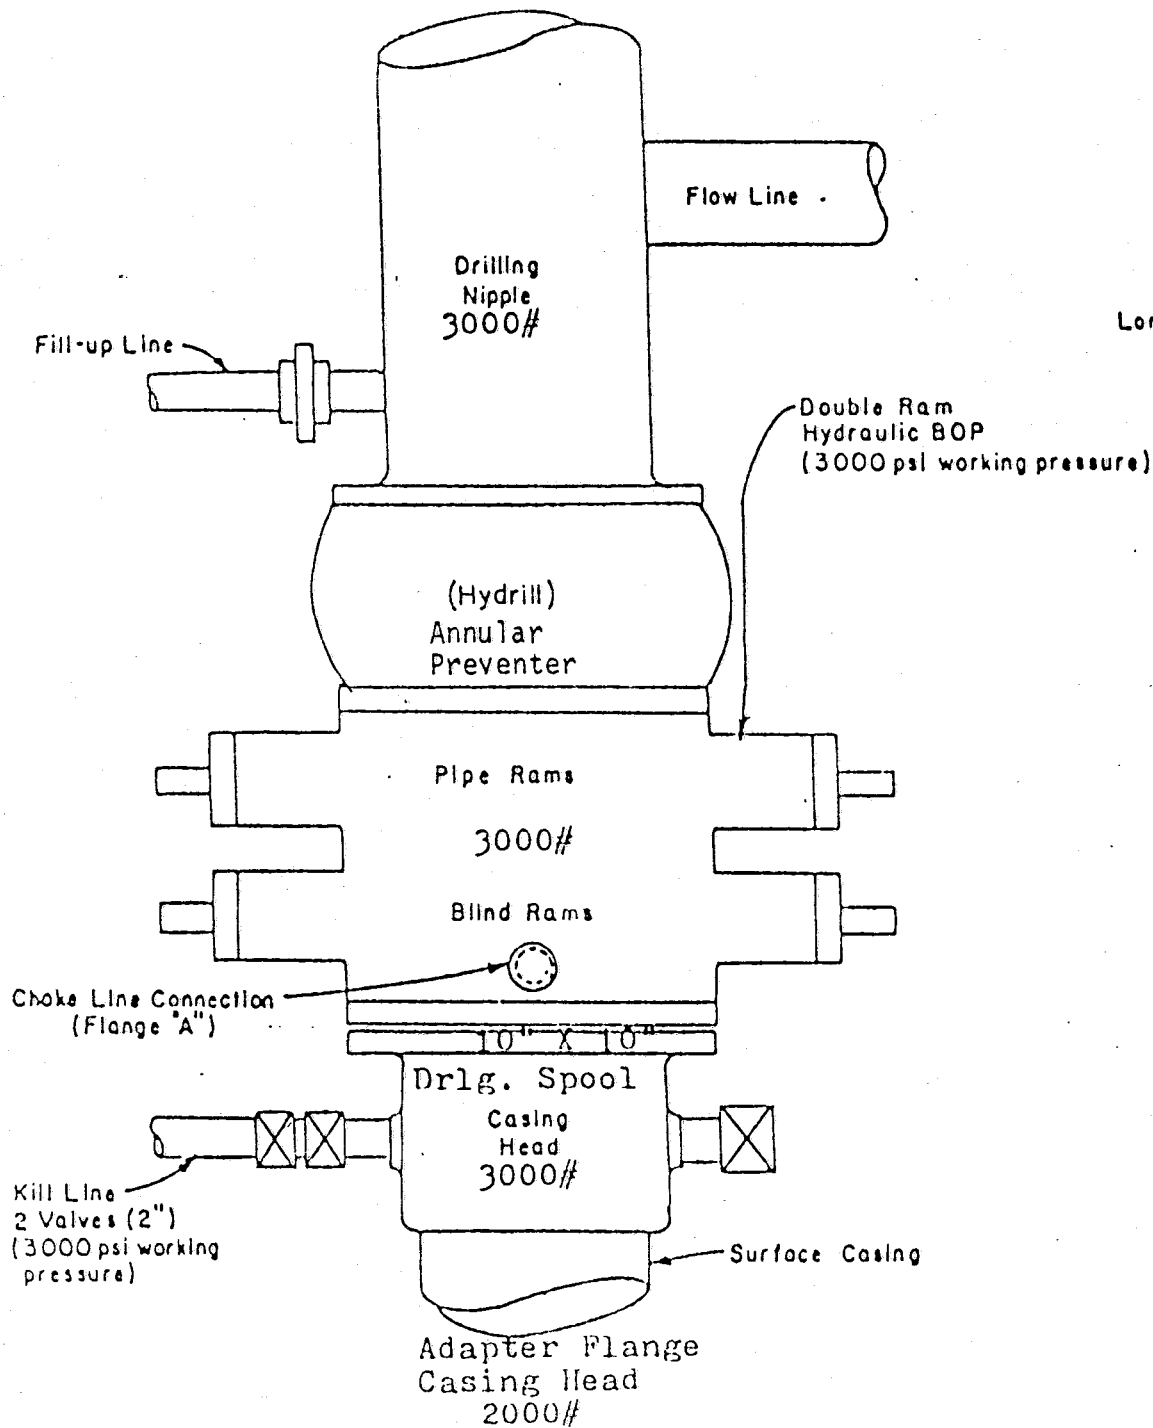 Flow Line
Drilling
Nipple
3000#
Fill-up Line
Double Ram
Hydraulic BOP
(3000 psi working pressure)
(Hydrill)
Annular
Preventer
Pipe Rams
3000#
Blind Rams
Choke Line Connection
(Flange "A")
Drlg. Spool
Casing
Head
3000#
Kill Line
2 Valves (2")
(3000 psi working
pressure)
Surface Casing
Adapter Flange
Casing Head
2000#